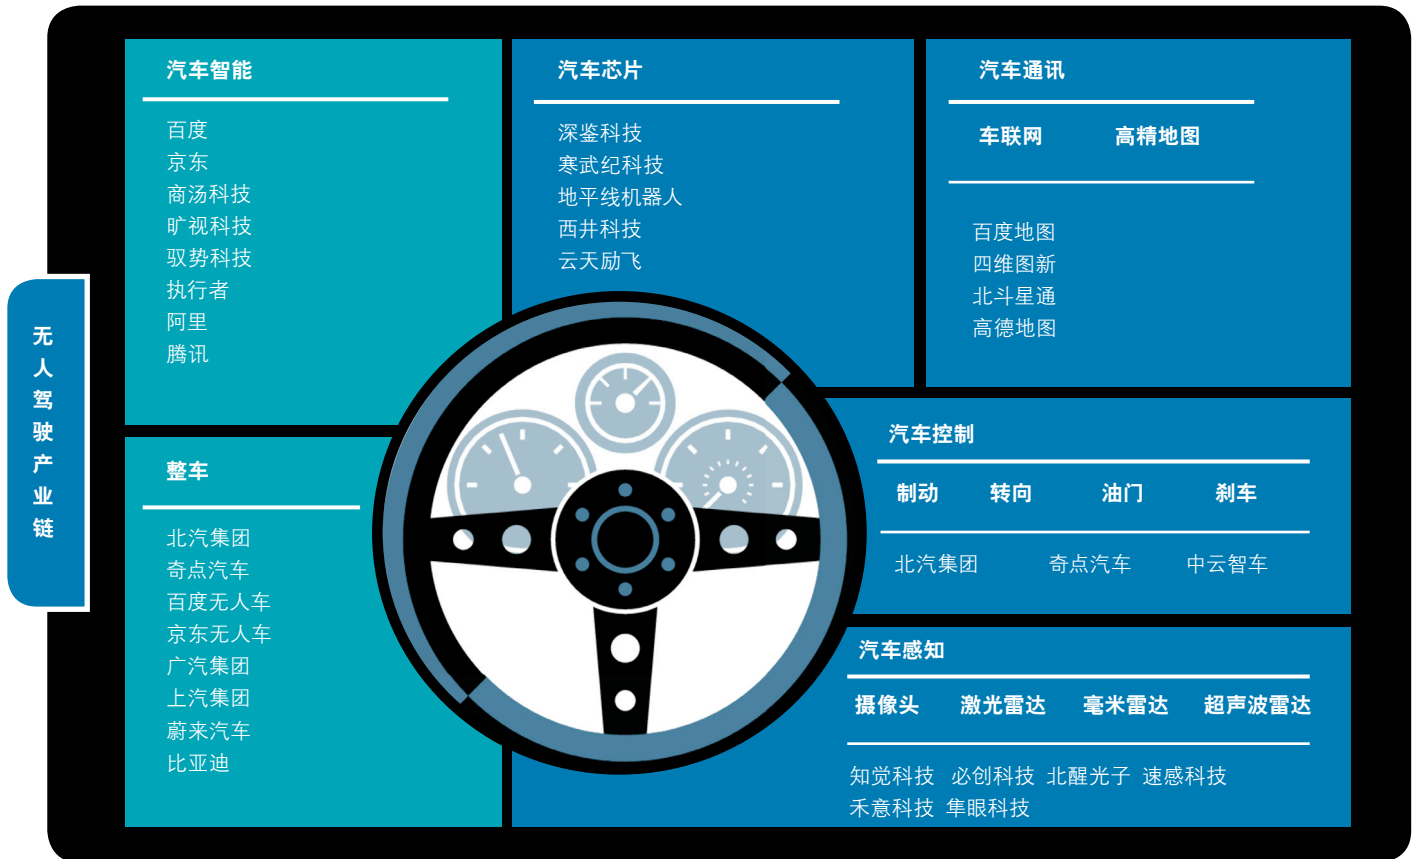 无人驾驶产业链
汽车智能
百度
京东
商汤科技
旷视科技
驭势科技
执行者
阿里
腾讯
汽车芯片
深鉴科技
寒武纪科技
地平线机器人
西井科技
云天励飞
汽车通讯
车联网 高精地图
百度地图
四维图新
北斗星通
高德地图
整车
北汽集团
奇点汽车
百度无人车
京东无人车
广汽集团
上汽集团
蔚来汽车
比亚迪
汽车控制
制动 转向 油门 刹车
北汽集团 奇点汽车 中云智车
汽车感知
摄像头 激光雷达 毫米雷达 超声波雷达
知觉科技 必创科技 北醒光子 速感科技
禾意科技 隼眼科技